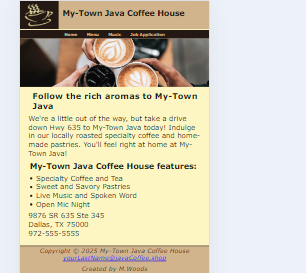 My-Town Java Coffee House
Home Menu Music Job Application
Follow the rich aromas to My-Town
Java
We're a little out of the way, but take a drive
down Hwy 635 to My-Town Java today! Indulge
in our locally roasted specialty coffee and home-
made pastries. You'll feel right at home at My-
Town Java!
My-Town Java Coffee House features:
• Specialty Coffee and Tea
• Sweet and Savory Pastries
• Live Music and Spoken Word
• Open Mic Night
9876 SR 635 Ste 345
Dallas, TX 75000
972-555-5555
Copyright © 2025 My-Town Java Coffee House
yourLastName@javaCoffee.shop
Created by M.Woods